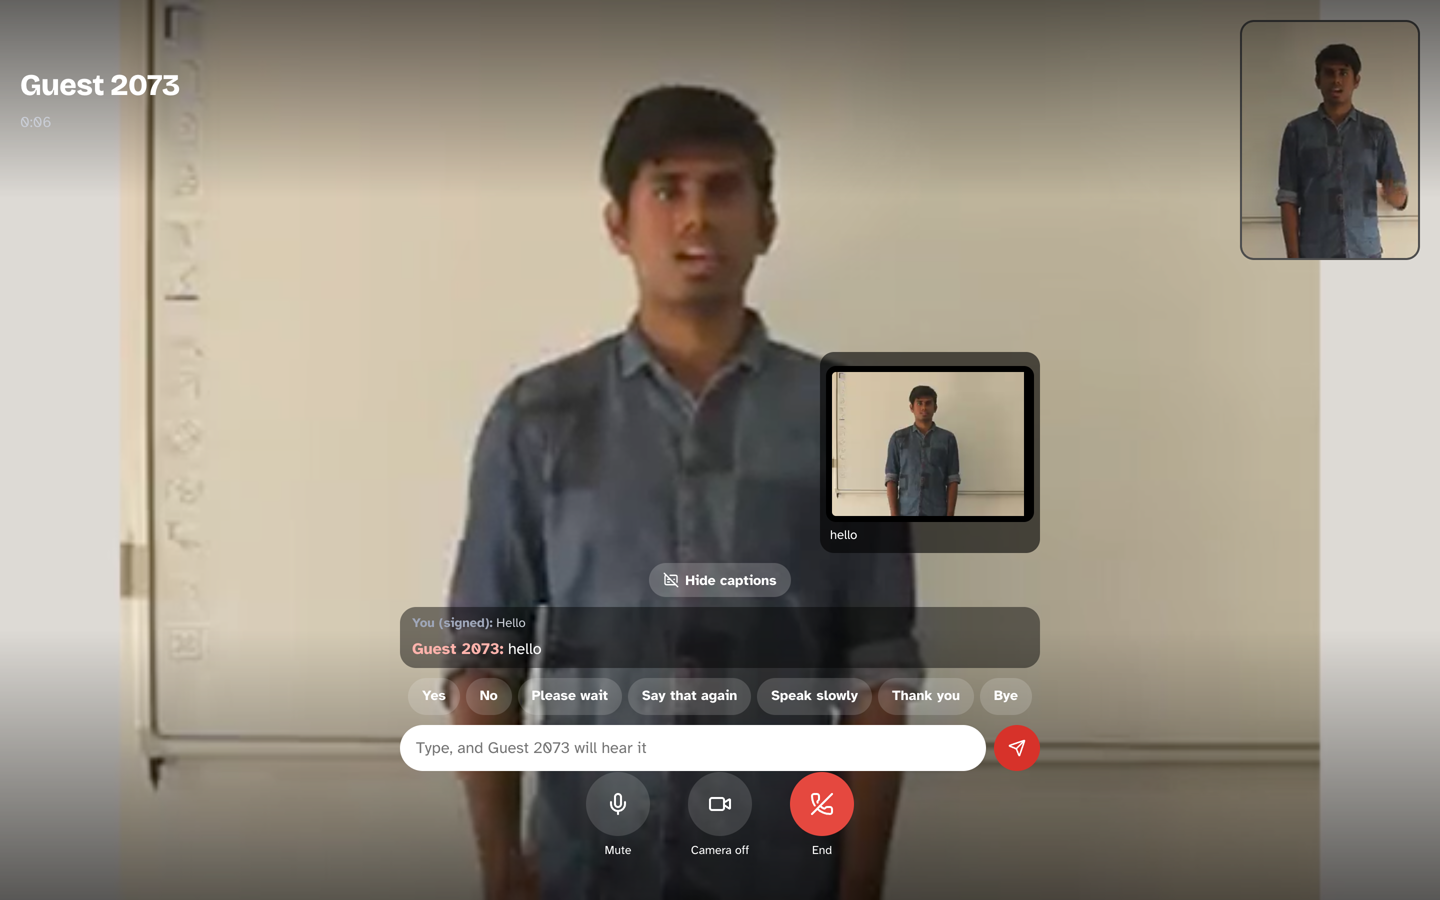 Guest 2073
0:06
hello
Hide captions
You (signed): Hello
Guest 2073: hello
Yes No Please wait Say that again Speak slowly Thank you Bye
Type, and Guest 2073 will hear it
Mute Camera off End